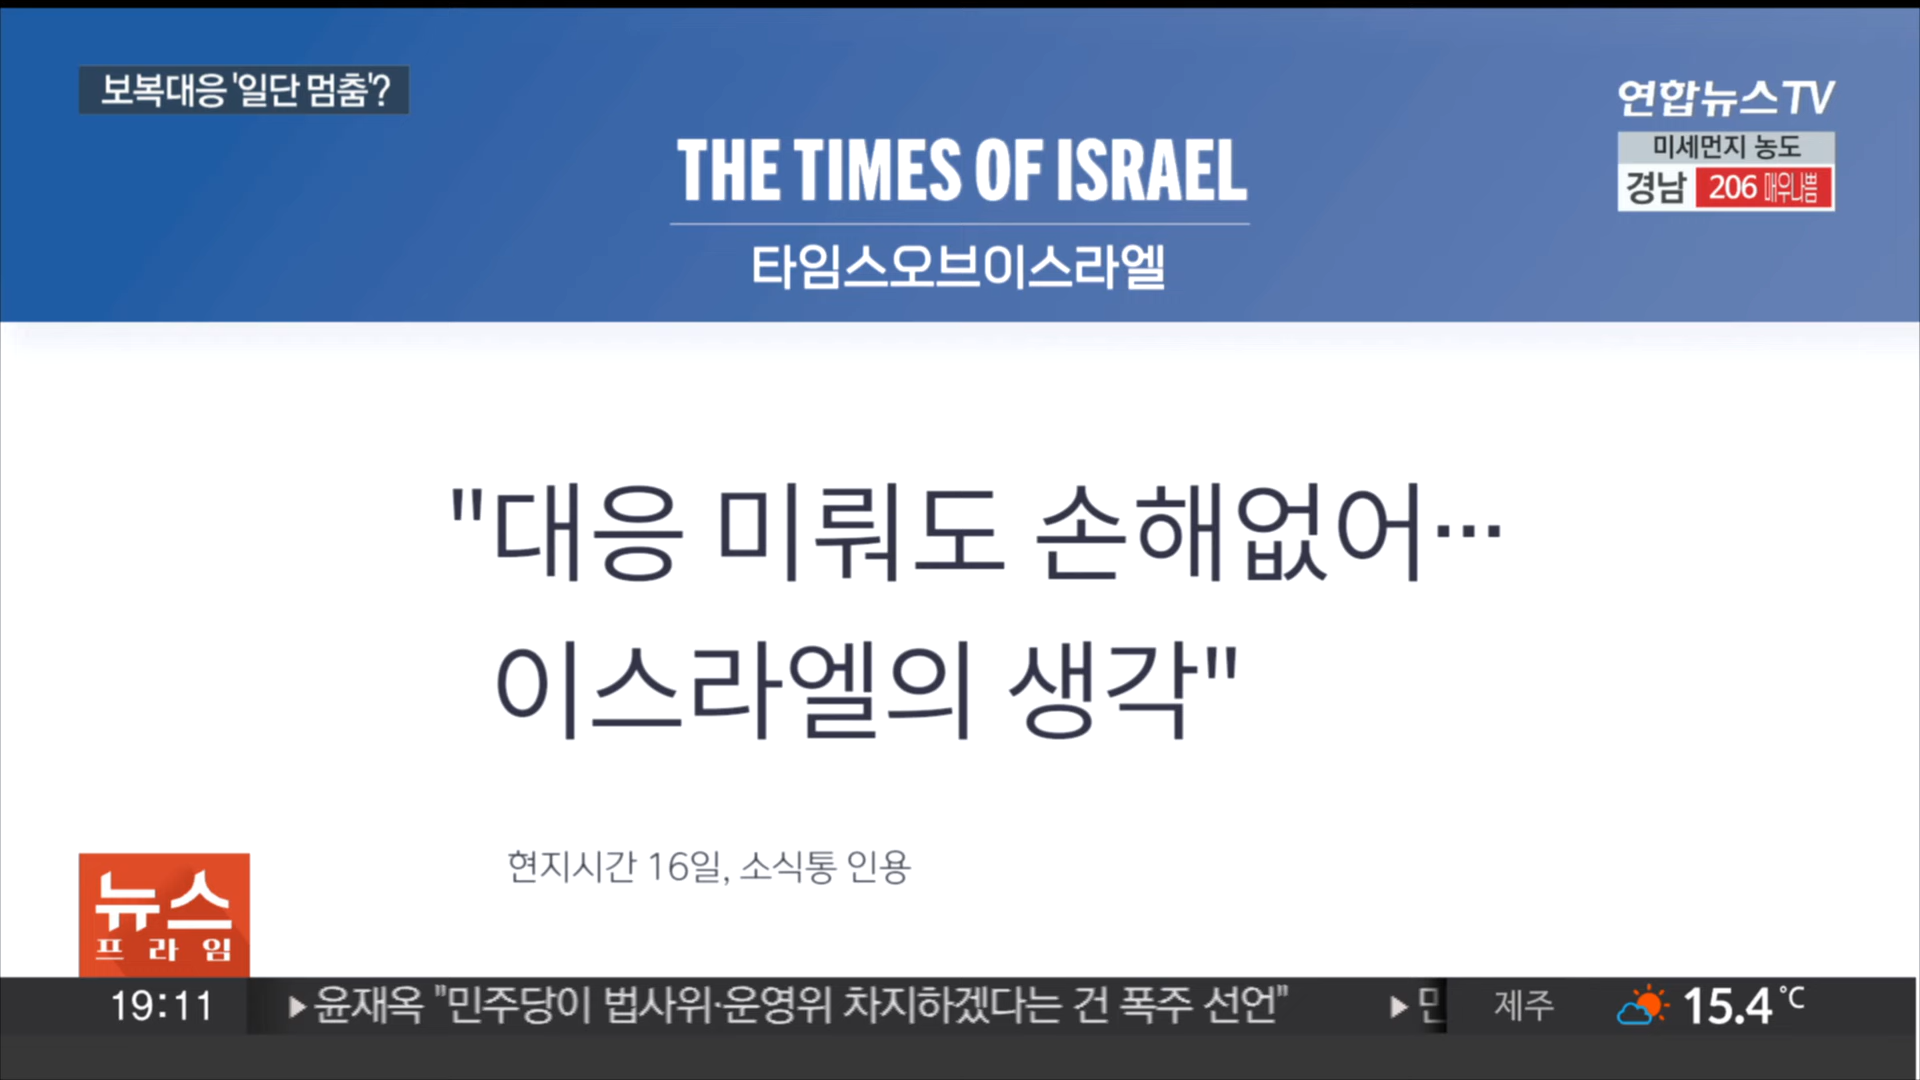 보복대응 '일단 멈춤'?
연합뉴스TV
미세먼지 농도
경남 206 매우나쁨
THE TIMES OF ISRAEL
타임스오브이스라엘
"대응 미뤄도 손해없어…
이스라엘의 생각"
현지시간 16일, 소식통 인용
뉴스
프라임
19:11 ▶윤재옥 "민주당이 법사위·운영위 차지하겠다는 건 폭주 선언" ▶ 제주 15.4℃